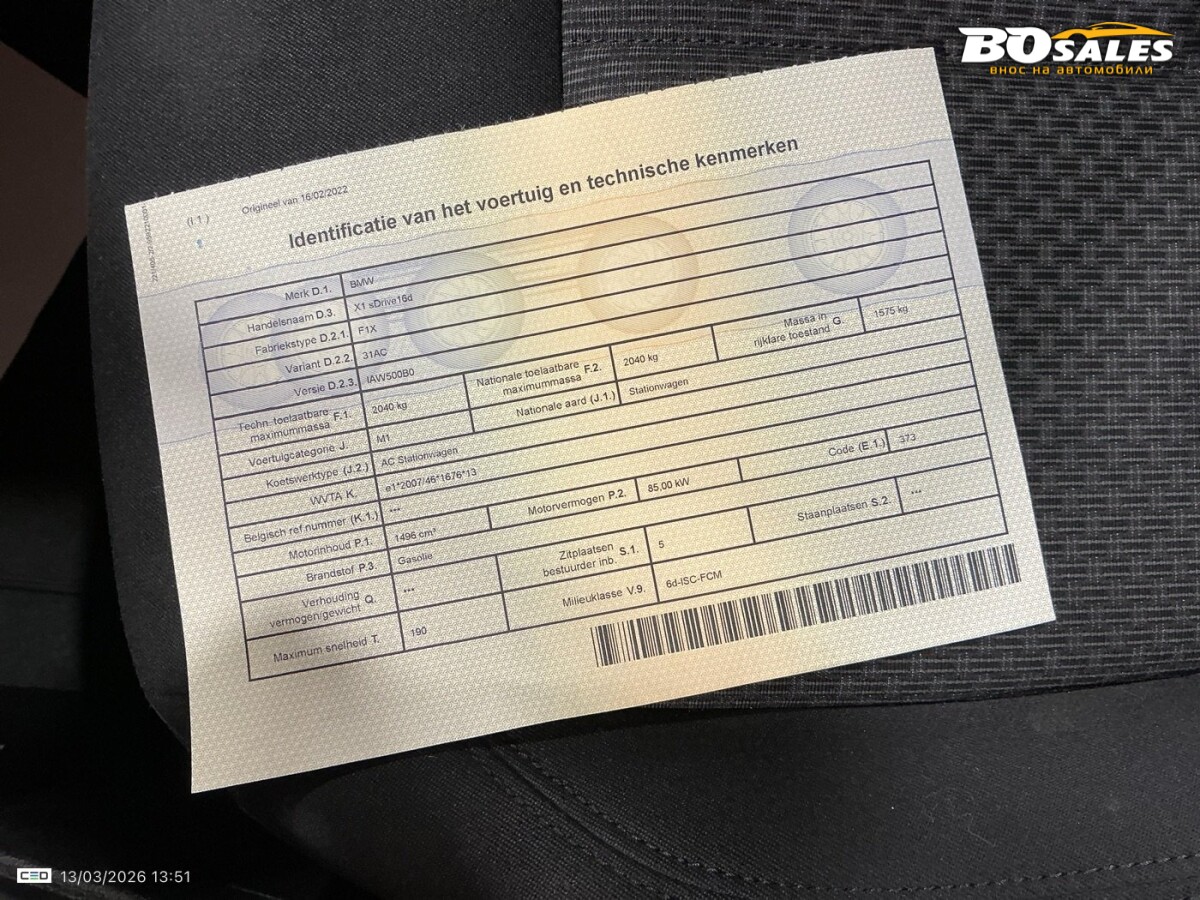 BOSALES
внос на автомобили
(I 1)
Origineel van 16/02/2022
Identificatie van het voertuig en technische kenmerken
Merk D.1. BMW
Handelsnaam D.3. X1 sDrive16d
Fabriekstype D.2.1. F1X
Variant D.2.2. 31AC
Versie D.2.3. IAW500B0
Techn. toelaatbare maximummassa F.1. 2040 kg Nationale toelaatbare maximummassa F.2. 2040 kg Massa in rijklare toestand G. 1575 kg
Voertuigcategorie J. M1 Nationale aard (J.1.) Stationwagen
Koetswerktype (J.2.) AC Stationwagen
WVTA K. e1*2007/46*1676*13
Belgisch ref.nummer (K.1.) ---
Motorinhoud P.1. 1496 cm³ Motorvermogen P.2. 85.00 kW Code (E.1.) 373
Brandstof P.3. Gasolie
Verhouding vermogen/gewicht Q. --- Zitplaatsen bestuurder inb. S.1. 5 Staanplaatsen S.2. ---
Maximum snelheid T. 190 Milieuklasse V.9. 6d-ISC-FCM
CEO 13/03/2026 13:51